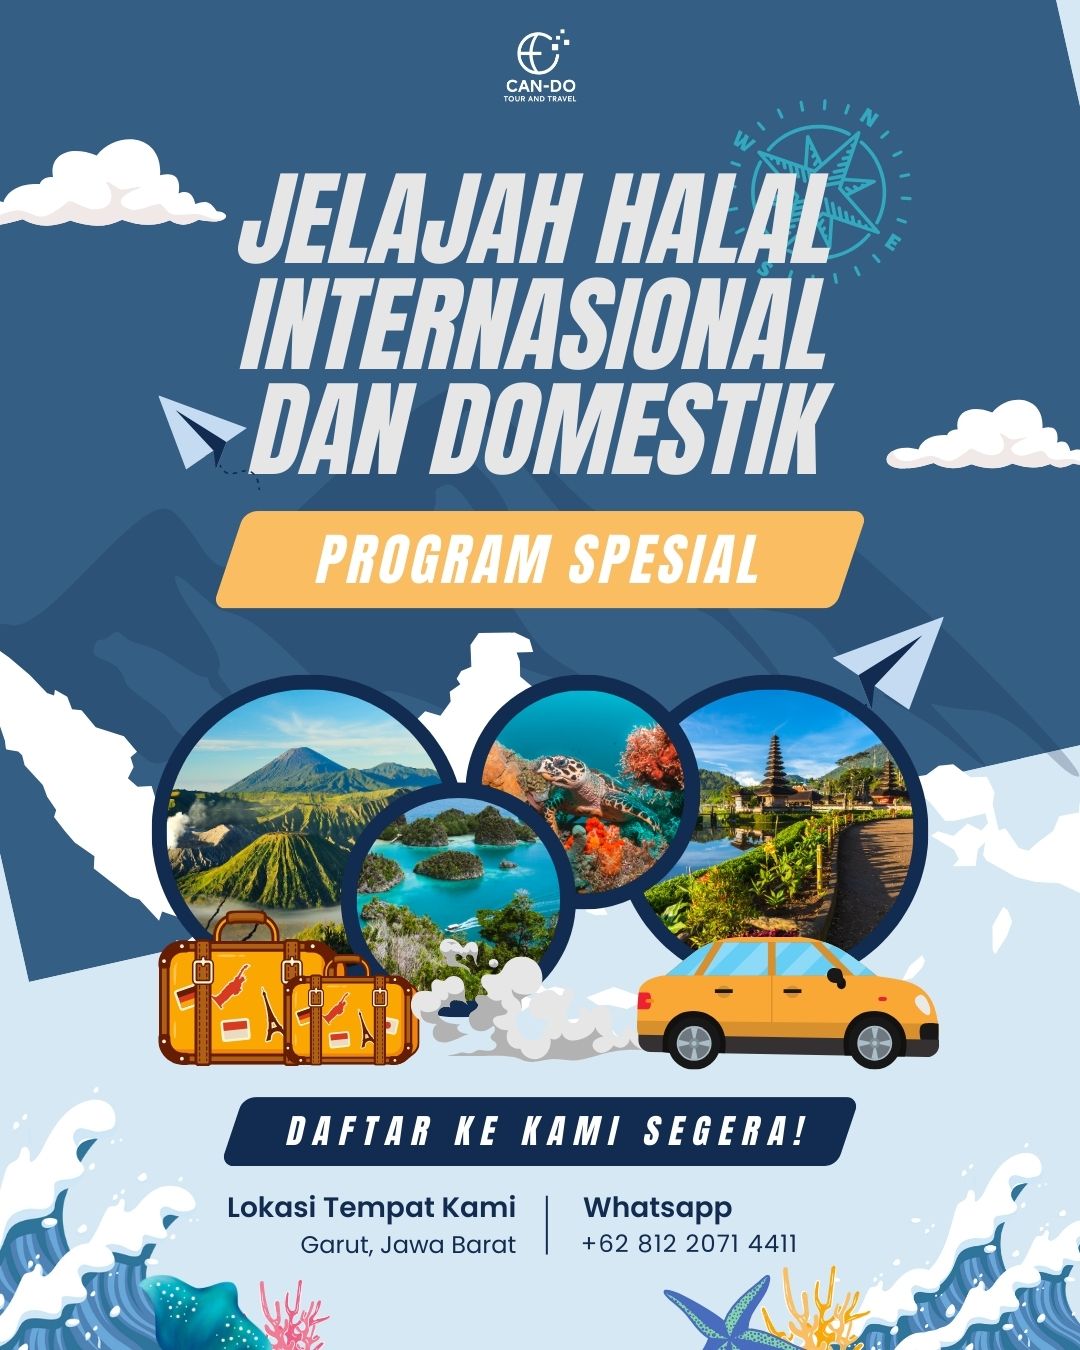 CAN-DO
TOUR AND TRAVEL
N
W
E
S
JELAJAH HALAL
INTERNASIONAL
DAN DOMESTIK
PROGRAM SPESIAL
DAFTAR KE KAMI SEGERA!
Lokasi Tempat Kami
Garut, Jawa Barat
Whatsapp
+62 812 2071 4411